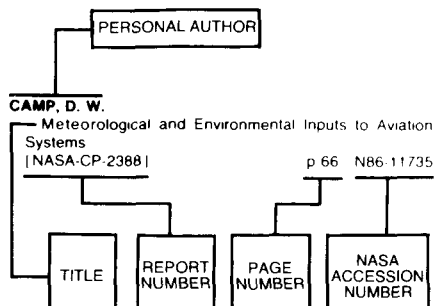 PERSONAL AUTHOR
CAMP, D. W.
Meteorological and Environmental Inputs to Aviation
Systems
[NASA-CP-2388] p 66 N86-11735
TITLE
REPORT
NUMBER
PAGE
NUMBER
NASA
ACCESSION
NUMBER